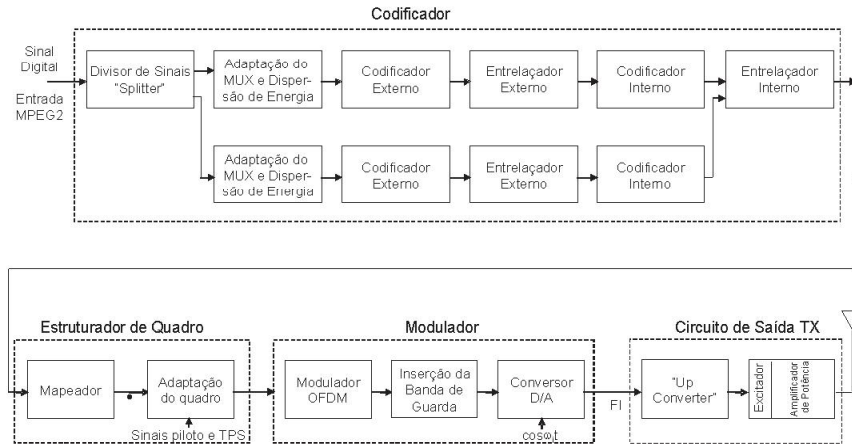 Codificador
Sinal
Digital
Entrada
MPEG2
Divisor de Sinais
"Splitter"
Adaptação do
MUX e Disper-
são de Energia
Codificador
Externo
Entrelaçador
Externo
Codificador
Interno
Entrelaçador
Interno
Adaptação do
MUX e Disper-
são de Energia
Codificador
Externo
Entrelaçador
Externo
Codificador
Interno
Estruturador de Quadro
Mapeador
Adaptação
do quadro
Sinais piloto e TPS
Modulador
Modulador
OFDM
Inserção da
Banda de
Guarda
Conversor
D/A
cosω₁t
FI
Circuito de Saída TX
"Up
Converter"
Excitador
Amplificador
de Potência